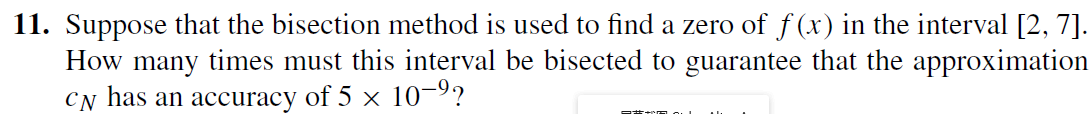 11. Suppose that the bisection method is used to find a zero of f(x) in the interval [2, 7].
How many times must this interval be bisected to guarantee that the approximation
c_N has an accuracy of 5 × 10^{-9}?